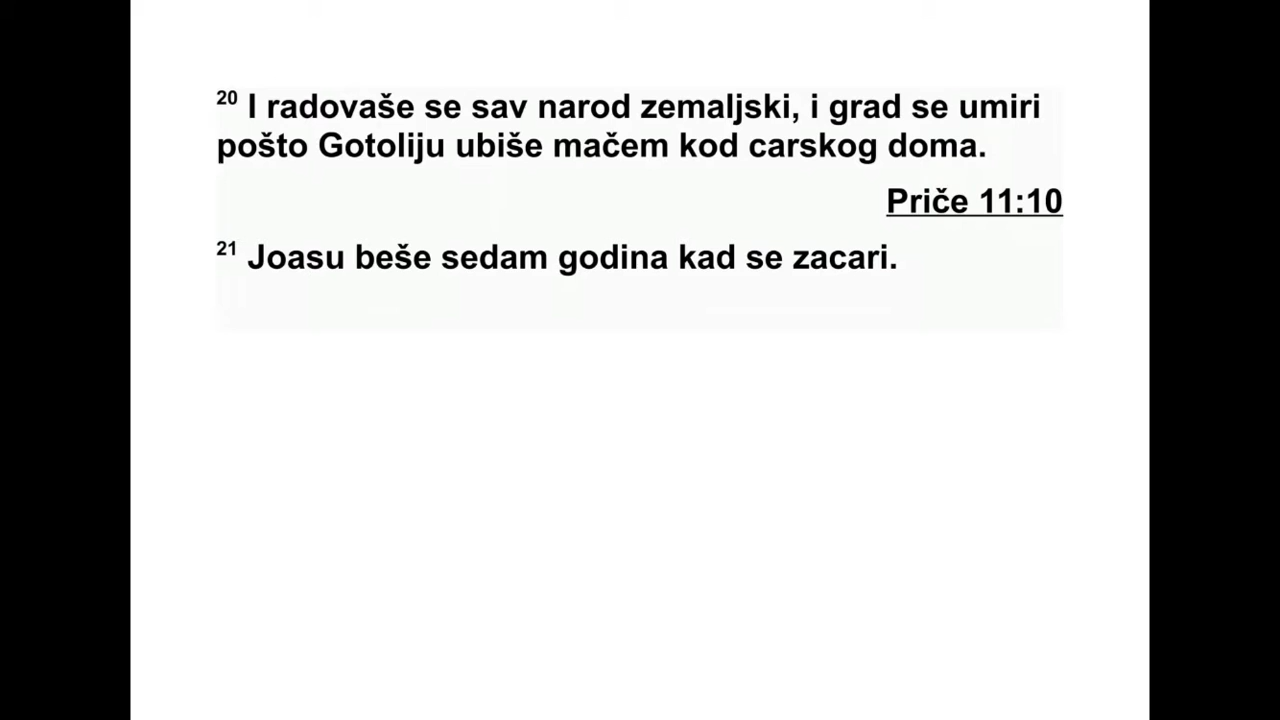 20 I radovaše se sav narod zemaljski, i grad se umiri
pošto Gotoliju ubiše mačem kod carskog doma.
Priče 11:10
21 Joasu beše sedam godina kad se zacari.